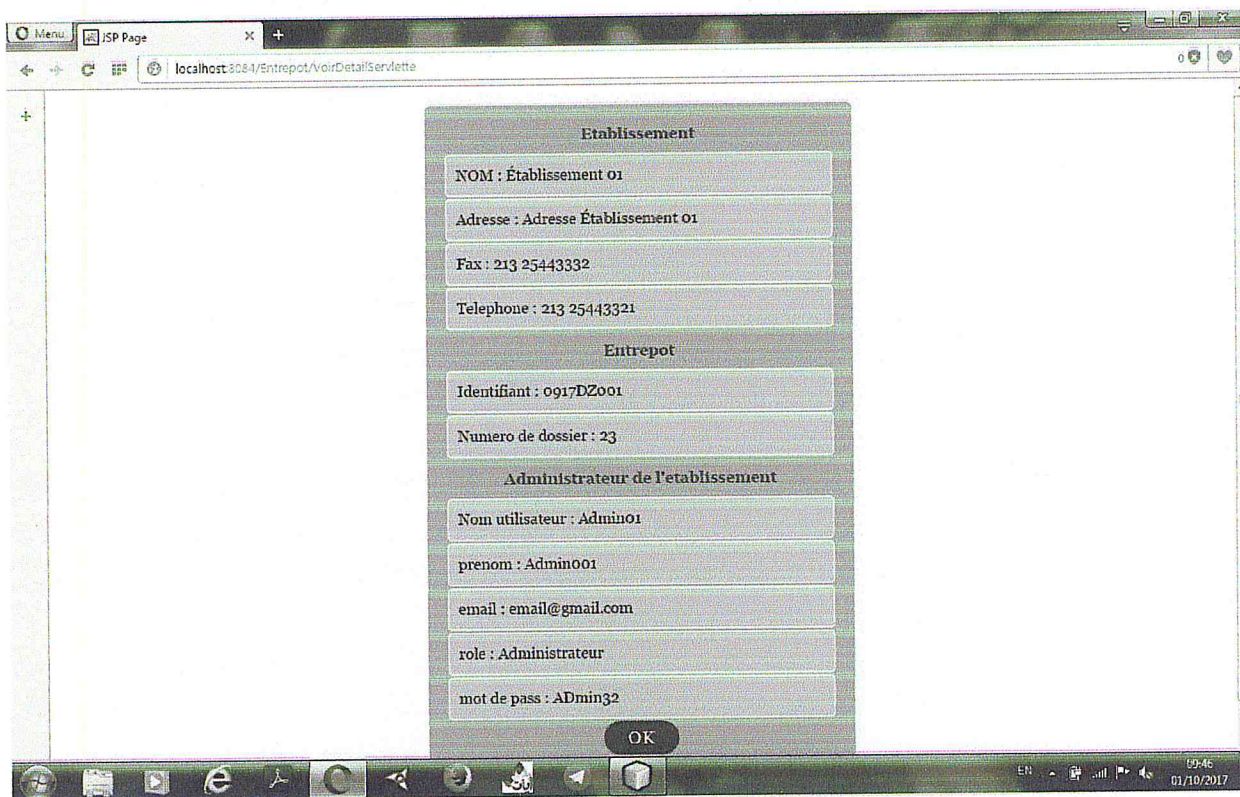 Menu
JSP Page
localhost:8084/Entrepot/VoirDetailServlette
0
Etablissement
NOM : Établissement 01
Adresse : Adresse Établissement 01
Fax : 213 25443332
Telephone : 213 25443321
Entrepot
Identifiant : 0917DZ001
Numero de dossier : 23
Administrateur de l'etablissement
Nom utilisateur : Admin01
prenom : Admin001
email : email@gmail.com
role : Administrateur
mot de pass : ADmin32
OK
EN
09:46
01/10/2017